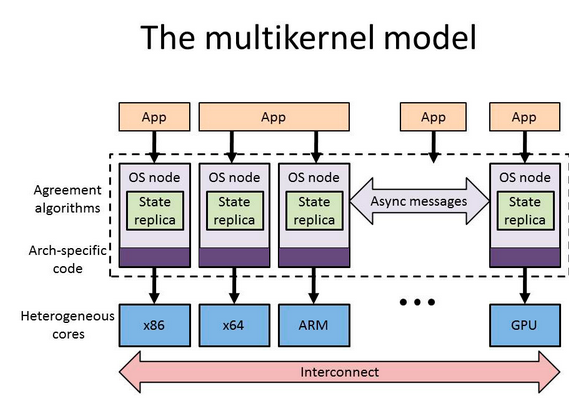 The multikernel model
App
App
App
App
Agreement
algorithms
OS node
OS node
OS node
OS node
State
replica
State
replica
State
replica
State
replica
Async messages
Arch-specific
code
Heterogeneous
cores
x86
x64
ARM
GPU
Interconnect